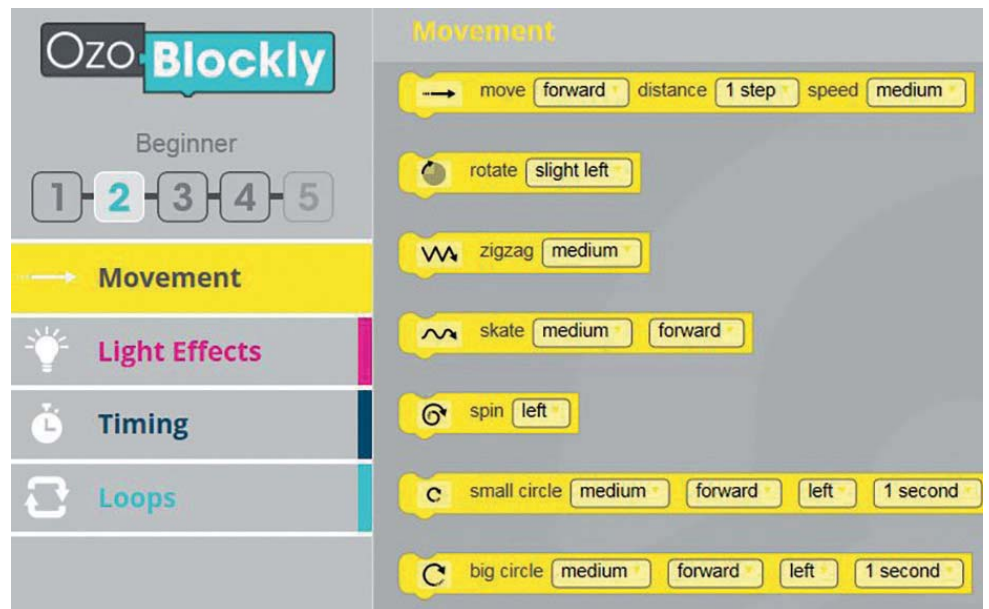 Ozo Blockly
Beginner
1 2 3 4 5
Movement
Light Effects
Timing
Loops
Movement
move forward distance 1 step speed medium
rotate slight left
zigzag medium
skate medium forward
spin left
small circle medium forward left 1 second
big circle medium forward left 1 second